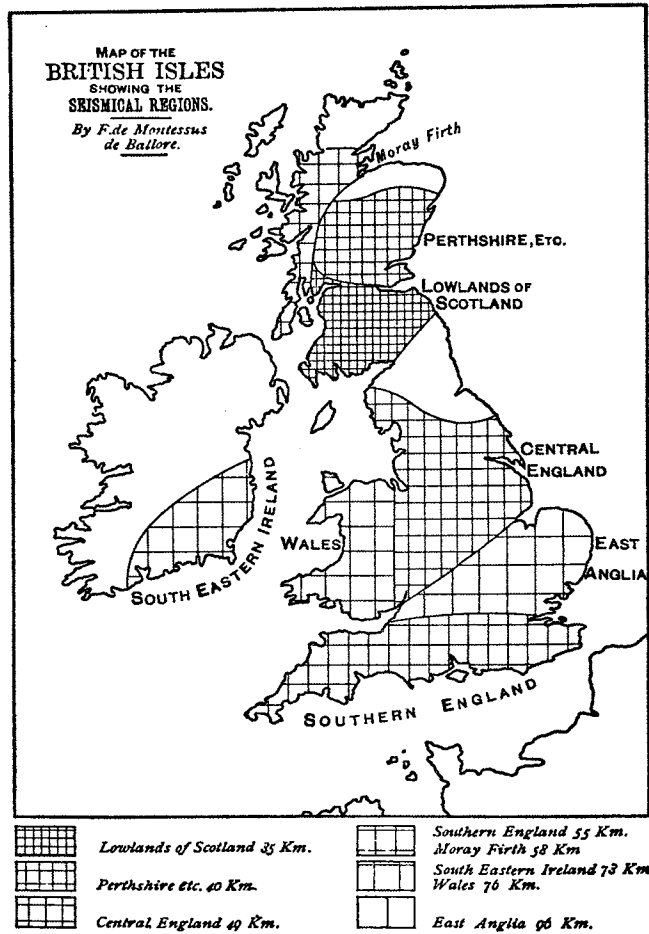 MAP OF THE
BRITISH ISLES
SHOWING THE
SEISMICAL REGIONS.
By F. de Montessus
de Ballore.
Moray Firth
PERTHSHIRE, ETC.
LOWLANDS OF
SCOTLAND
CENTRAL
ENGLAND
SOUTH EASTERN IRELAND
WALES
EAST
ANGLIA
SOUTHERN ENGLAND
Lowlands of Scotland 35 Km.
Perthshire etc. 40 Km.
Central England 49 Km.
Southern England 55 Km.
Moray Firth 58 Km
South Eastern Ireland 73 Km
Wales 76 Km.
East Anglia 96 Km.